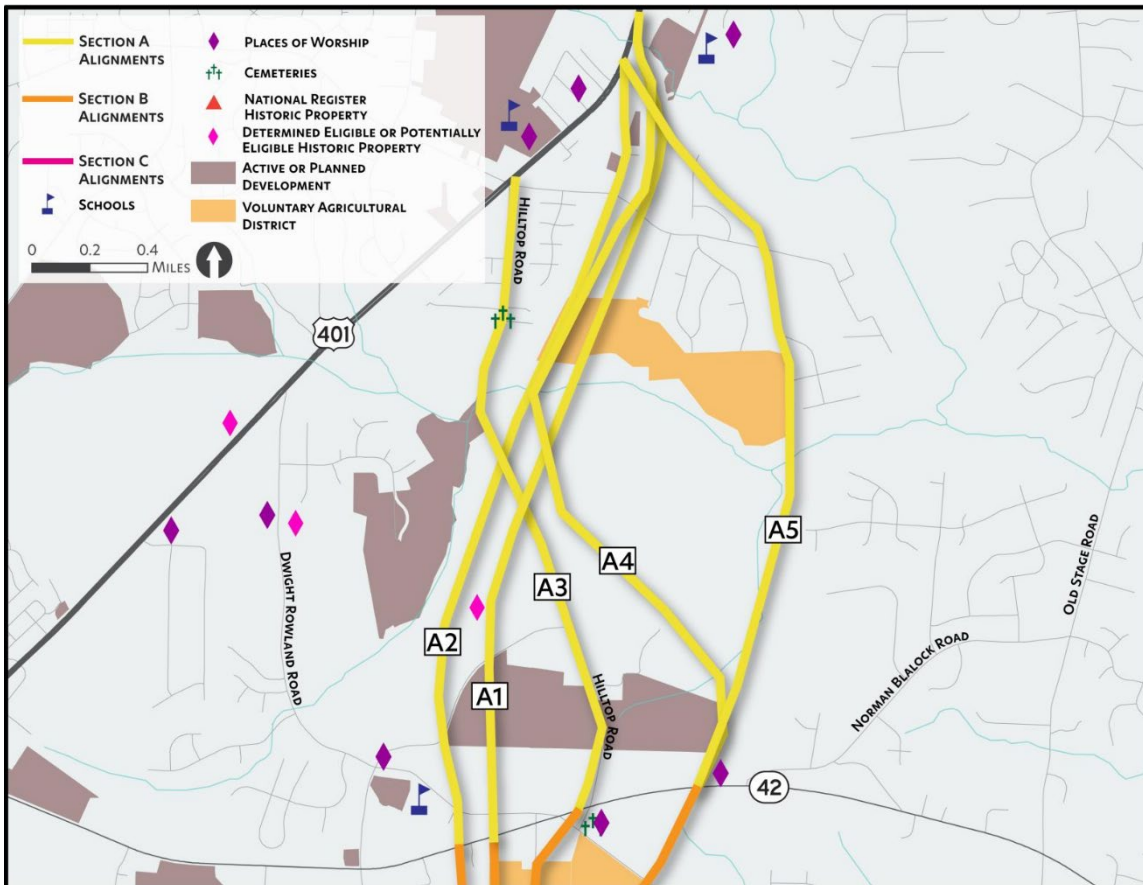 Section A
Alignments
Section B
Alignments
Section C
Alignments
Schools
0 0.2 0.4
Miles
Places of Worship
Cemeteries
National Register
Historic Property
Determined Eligible or Potentially
Eligible Historic Property
Active or Planned
Development
Voluntary Agricultural
District
Hilltop Road
401
A5
A4
A3
A2
A1
Dwight Rowland Road
Hilltop Road
Old Stage Road
Norman Blalock Road
42